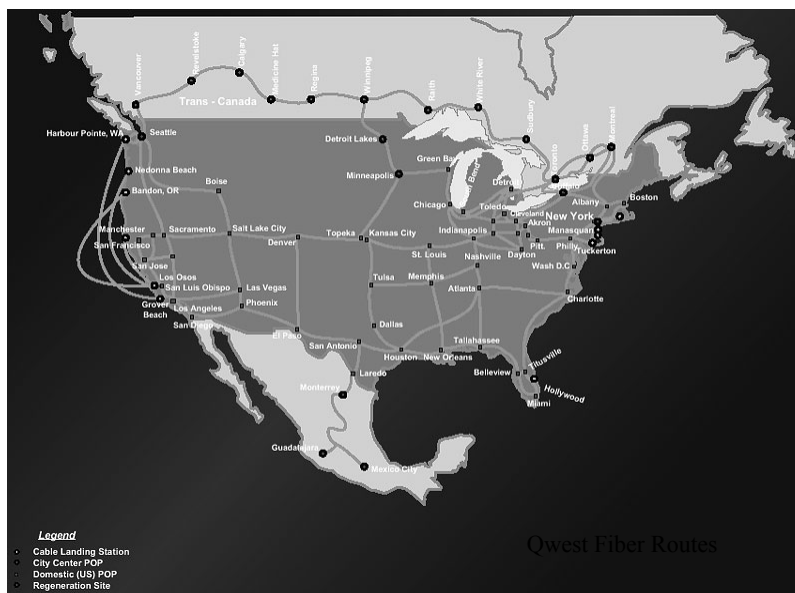 Vancouver
Revelstoke
Calgary
Medicine Hat
Regina
Winnipeg
Raith
White River
Sudbury
Toronto
Ottawa
Montreal
Trans - Canada
Harbour Pointe, WA
Seattle
Detroit Lakes
Green Bay
Nedonna Beach
Minneapolis
Boise
Detroit
Bandon, OR
Albany
Boston
Chicago
Toledo
Cleveland
New York
Akron
Manchester
Sacramento
Salt Lake City
Topeka
Kansas City
Indianapolis
Manasquan
San Francisco
Denver
St. Louis
Dayton
Pitt.
Philly
Tuckerton
Nashville
San Jose
Wash D.C
Los Osos
Tulsa
Memphis
San Luis Obispo
Las Vegas
Atlanta
Grover
Beach
Los Angeles
Phoenix
Charlotte
San Diego
Dallas
El Paso
San Antonio
Tallahassee
Houston
New Orleans
Titusville
Laredo
Belleview
Monterrey
Hollywood
Miami
Guadalajara
Mexico City
Legend
Cable Landing Station
City Center POP
Domestic (US) POP
Regeneration Site
Qwest Fiber Routes